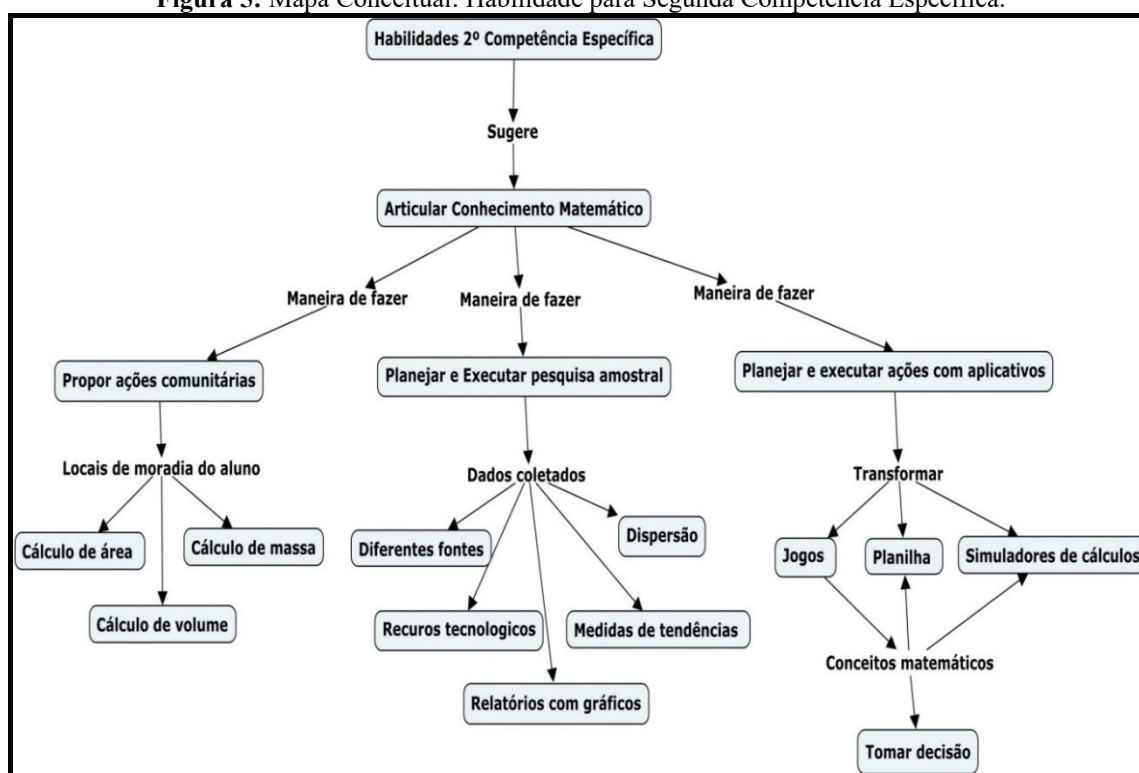 Figura 3: Mapa Conceitual: Habilidade para Segunda Competência Específica.
Habilidades 2º Competência Específica
Sugere
Articular Conhecimento Matemático
Maneira de fazer
Maneira de fazer
Maneira de fazer
Propor ações comunitárias
Planejar e Executar pesquisa amostral
Planejar e executar ações com aplicativos
Locais de moradia do aluno
Dados coletados
Transformar
Cálculo de área
Cálculo de massa
Cálculo de volume
Diferentes fontes
Dispersão
Recuros tecnologicos
Medidas de tendências
Relatórios com gráficos
Jogos
Planilha
Simuladores de cálculos
Conceitos matemáticos
Tomar decisão